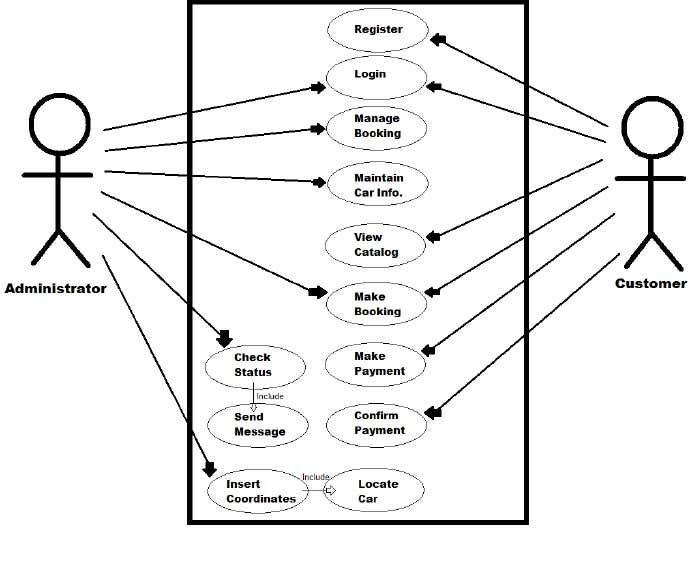 Register
Login
Manage
Booking
Maintain
Car Info.
View
Catalog
Administrator
Customer
Make
Booking
Check
Status
Make
Payment
Include
Send
Message
Confirm
Payment
Include
Insert
Coordinates
Locate
Car